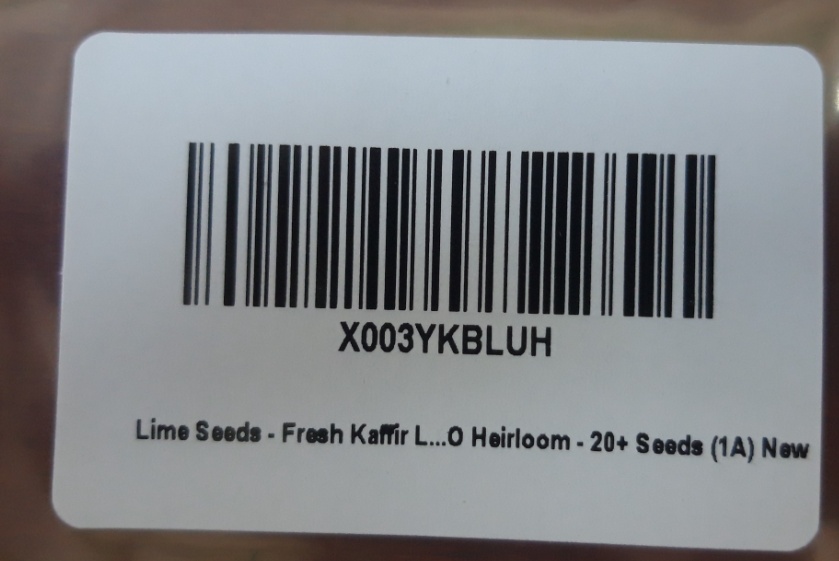 X003YKBLUH
Lime Seeds - Fresh Kaffir L...O Heirloom - 20+ Seeds (1A) New